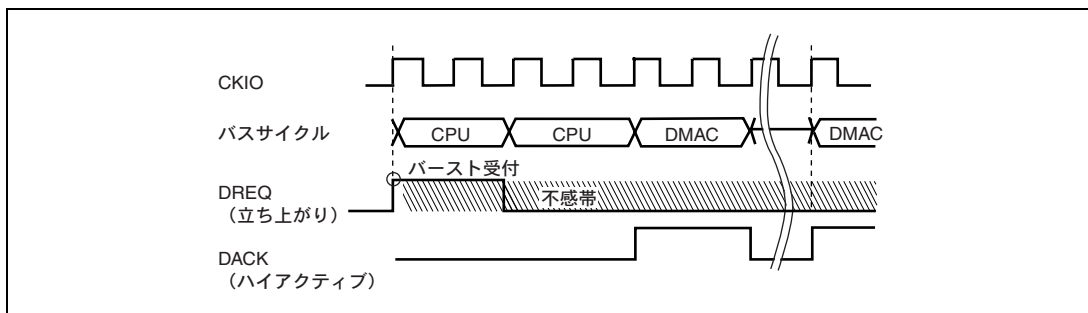 CKIO
バスサイクル CPU CPU DMAC DMAC
バースト受付
DREQ 不感帯
（立ち上がり）
DACK
（ハイアクティブ）